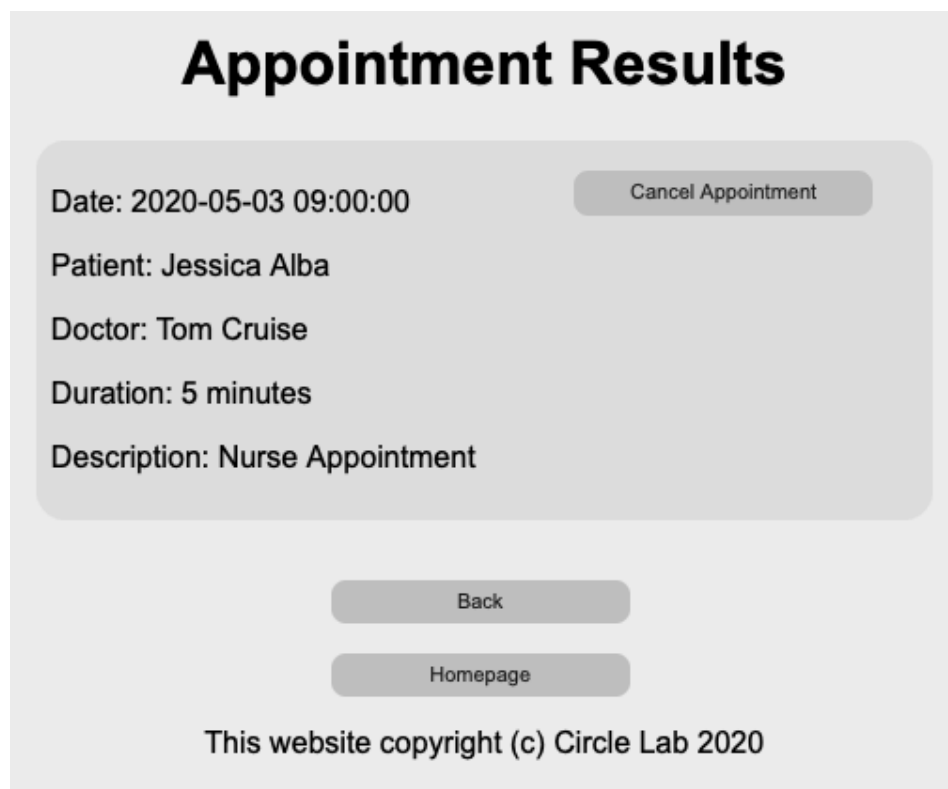 Appointment Results
Date: 2020-05-03 09:00:00
Cancel Appointment
Patient: Jessica Alba
Doctor: Tom Cruise
Duration: 5 minutes
Description: Nurse Appointment
Back
Homepage
This website copyright (c) Circle Lab 2020